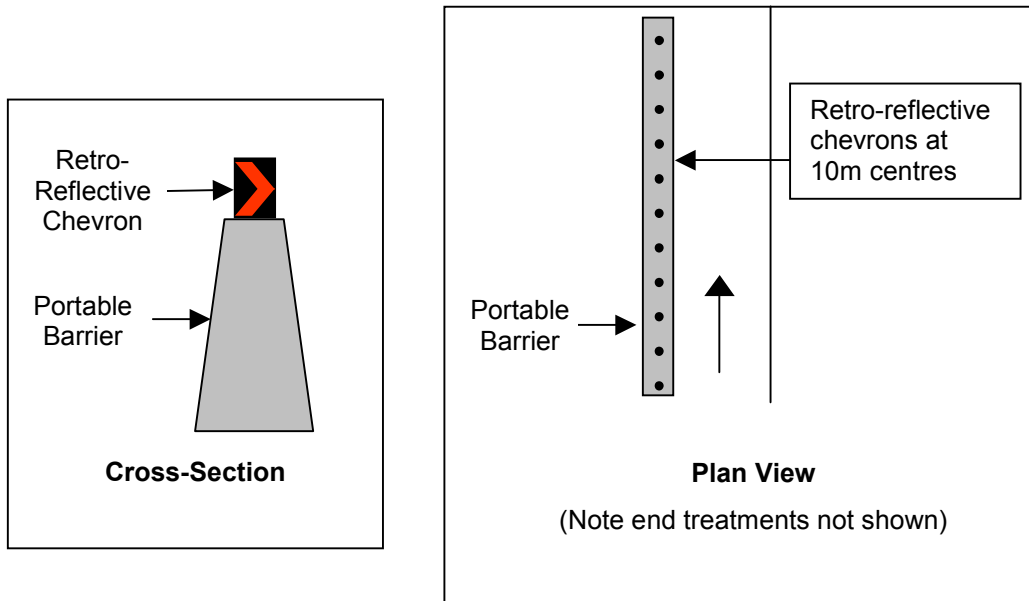 Retro-
Reflective
Chevron
Portable
Barrier
Cross-Section
Retro-reflective
chevrons at
10m centres
Portable
Barrier
Plan View
(Note end treatments not shown)